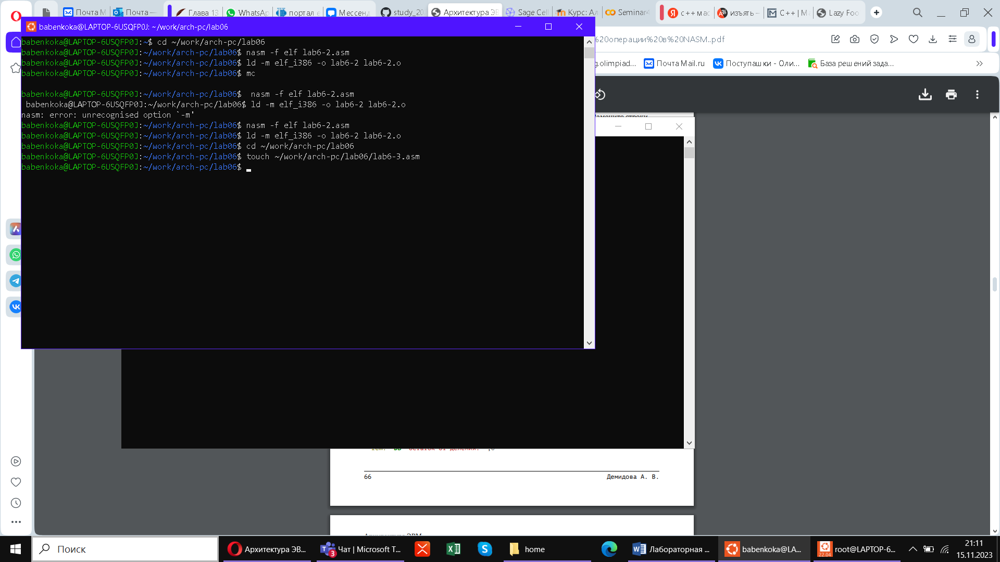 Почта М
Почта —
Глава 13
WhatsAp
портал е
Мессенд
study_20
Архитектура ЭВ
Sage Cell
Курс: Ал
Seminar4
с++ мас
изъять –
C++ | М
Lazy Foo
babenkoka@LAPTOP-6USQFP0J: ~/work/arch-pc/lab06
%20операции%20в%20NASM..pdf
g.olimpiad...
Почта Mail.ru
Поступашки - Оли...
База решений зада...
babenkoka@LAPTOP-6USQFP0J:~$ cd ~/work/arch-pc/lab06
babenkoka@LAPTOP-6USQFP0J:~/work/arch-pc/lab06$ nasm -f elf lab6-2.asm
babenkoka@LAPTOP-6USQFP0J:~/work/arch-pc/lab06$ ld -m elf_i386 -o lab6-2 lab6-2.o
babenkoka@LAPTOP-6USQFP0J:~/work/arch-pc/lab06$ mc
babenkoka@LAPTOP-6USQFP0J:~/work/arch-pc/lab06$  nasm -f elf lab6-2.asm
 babenkoka@LAPTOP-6USQFP0J:~/work/arch-pc/lab06$ ld -m elf_i386 -o lab6-2 lab6-2.o
nasm: error: unrecognised option `-m'
babenkoka@LAPTOP-6USQFP0J:~/work/arch-pc/lab06$ nasm -f elf lab6-2.asm
babenkoka@LAPTOP-6USQFP0J:~/work/arch-pc/lab06$ ld -m elf_i386 -o lab6-2 lab6-2.o
babenkoka@LAPTOP-6USQFP0J:~/work/arch-pc/lab06$ cd ~/work/arch-pc/lab06
babenkoka@LAPTOP-6USQFP0J:~/work/arch-pc/lab06$ touch ~/work/arch-pc/lab06/lab6-3.asm
babenkoka@LAPTOP-6USQFP0J:~/work/arch-pc/lab06$
66
Демидова А. В.
Поиск
Архитектура ЭВ...
3
Чат | Microsoft T...
home
Лабораторная ...
babenkoka@LA...
22.04
root@LAPTOP-6...
21:11
15.11.2023